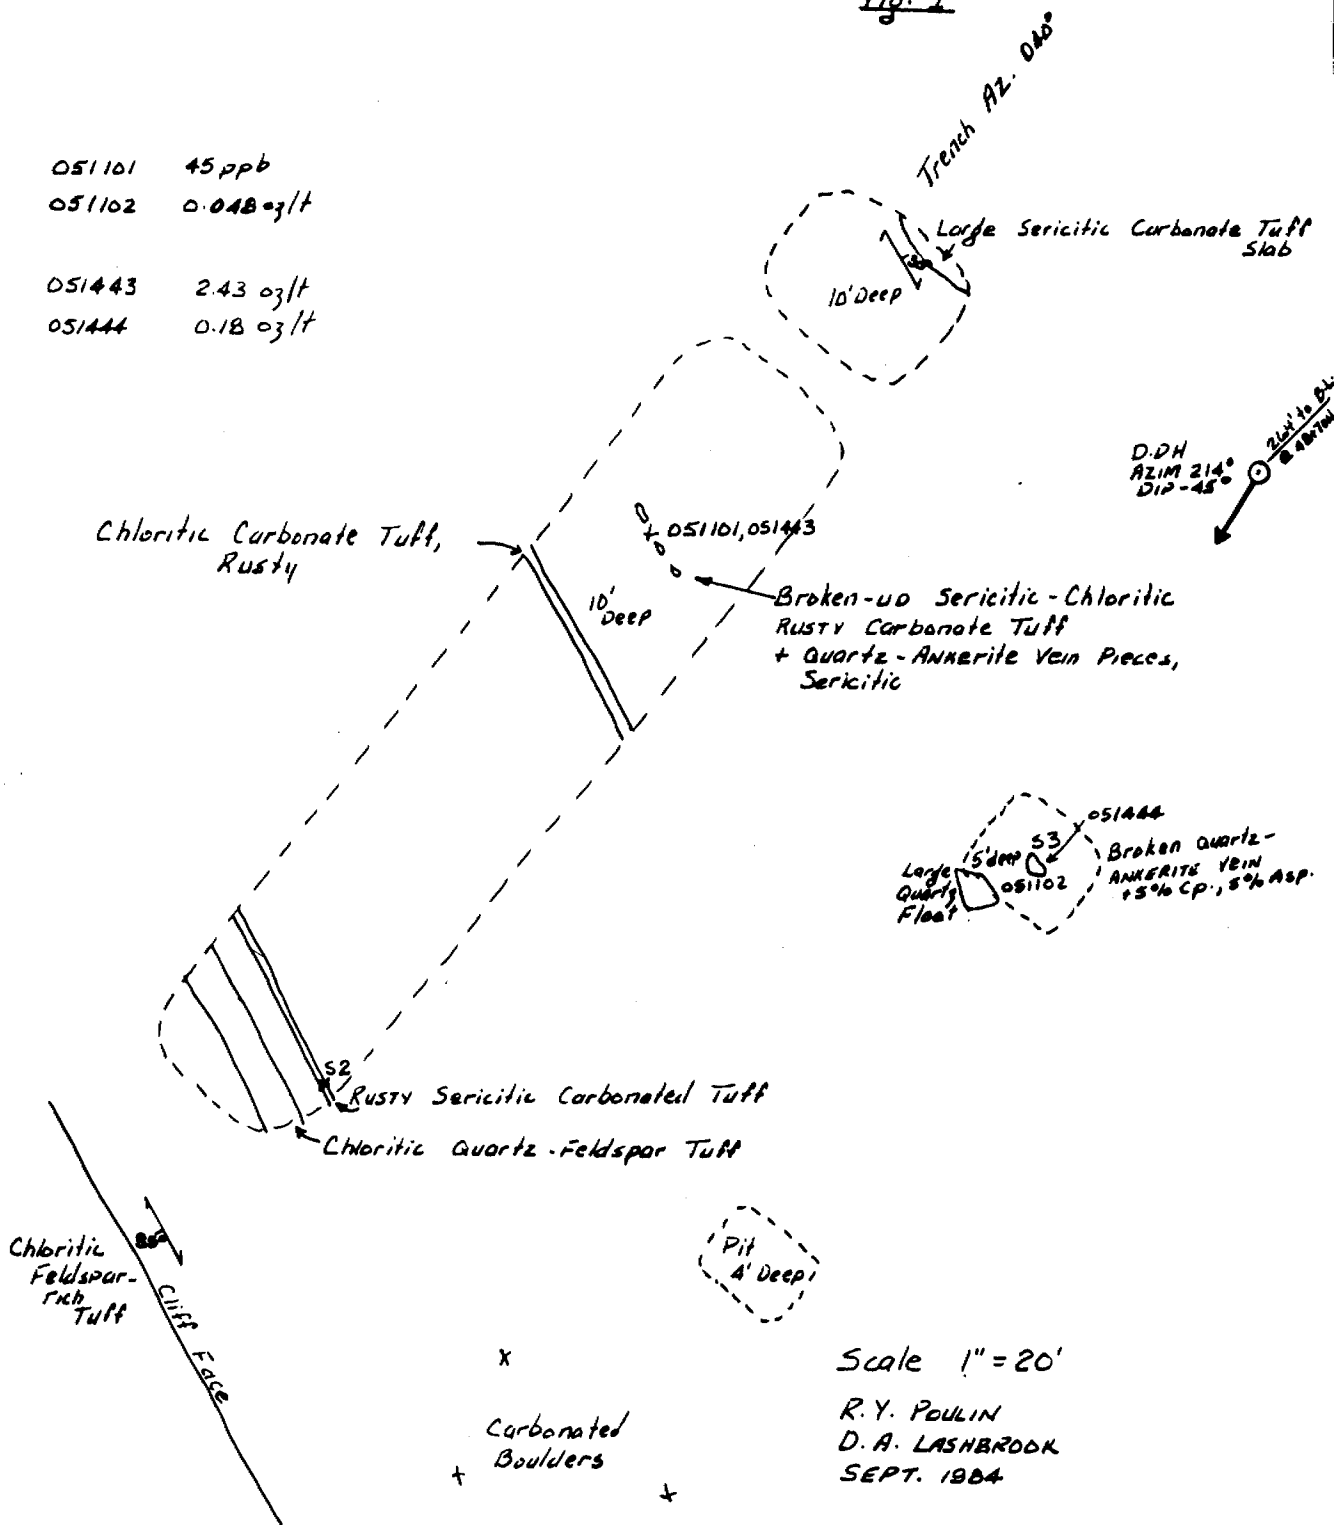 Fig. 1
Trench Az. 040°
051101 45 ppb
051102 0.048 oz/t
051443 2.43 oz/t
051444 0.18 oz/t
Large Sericitic Carbonate Tuff
Slab
10' Deep
D.D.H
AZIM 214°
DIP -45°
264' to
Chloritic Carbonate Tuff,
Rusty
051101, 051443
10'
Deep
Broken-up Sericitic-Chloritic
Rusty Carbonate Tuff
+ Quartz-Ankerite Vein Pieces,
Sericitic
051444
S3
5' deep
051102
Large
Quartz
Float
Broken Quartz-
Ankerite Vein
+5% Cp., 5% Asp.
S2
Rusty Sericitic Carbonated Tuff
Chloritic Quartz-Feldspar Tuff
85°
Chloritic
Feldspar-
rich
Tuff
Cliff Face
Pit
4' Deep
Carbonated
Boulders
Scale 1" = 20'
R.Y. POULIN
D.A. LASHBROOK
SEPT. 1984